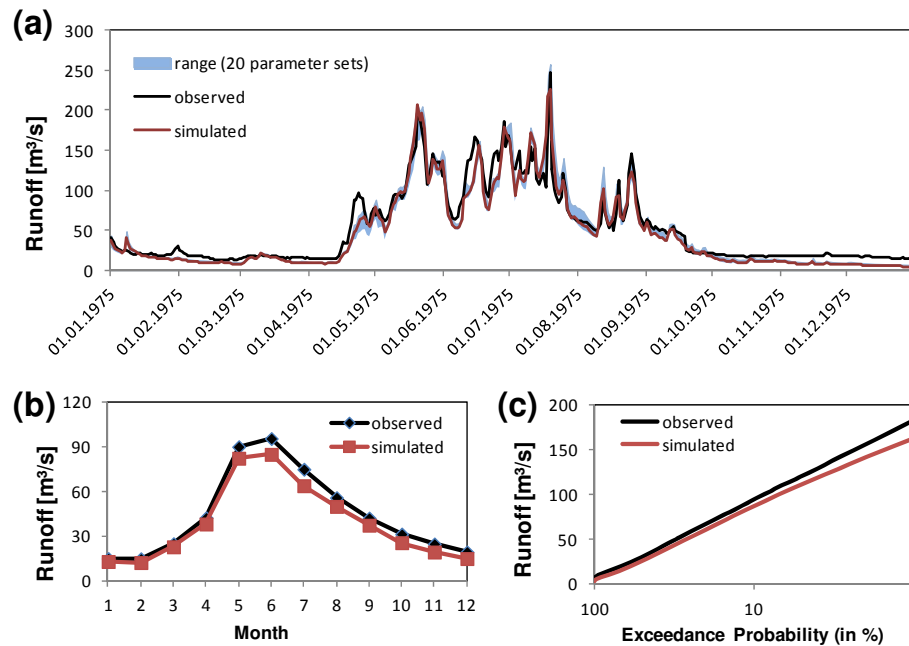 (a)
Runoff [m³/s]
300
250
200
150
100
50
0
range (20 parameter sets)
observed
simulated
01.01.1975
01.02.1975
01.03.1975
01.04.1975
01.05.1975
01.06.1975
01.07.1975
01.08.1975
01.09.1975
01.10.1975
01.11.1975
01.12.1975
(b)
Runoff [m³/s]
120
90
60
30
0
observed
simulated
1 2 3 4 5 6 7 8 9 10 11 12
Month
(c)
Runoff [m³/s]
200
150
100
50
0
observed
simulated
100 10
Exceedance Probability (in %)